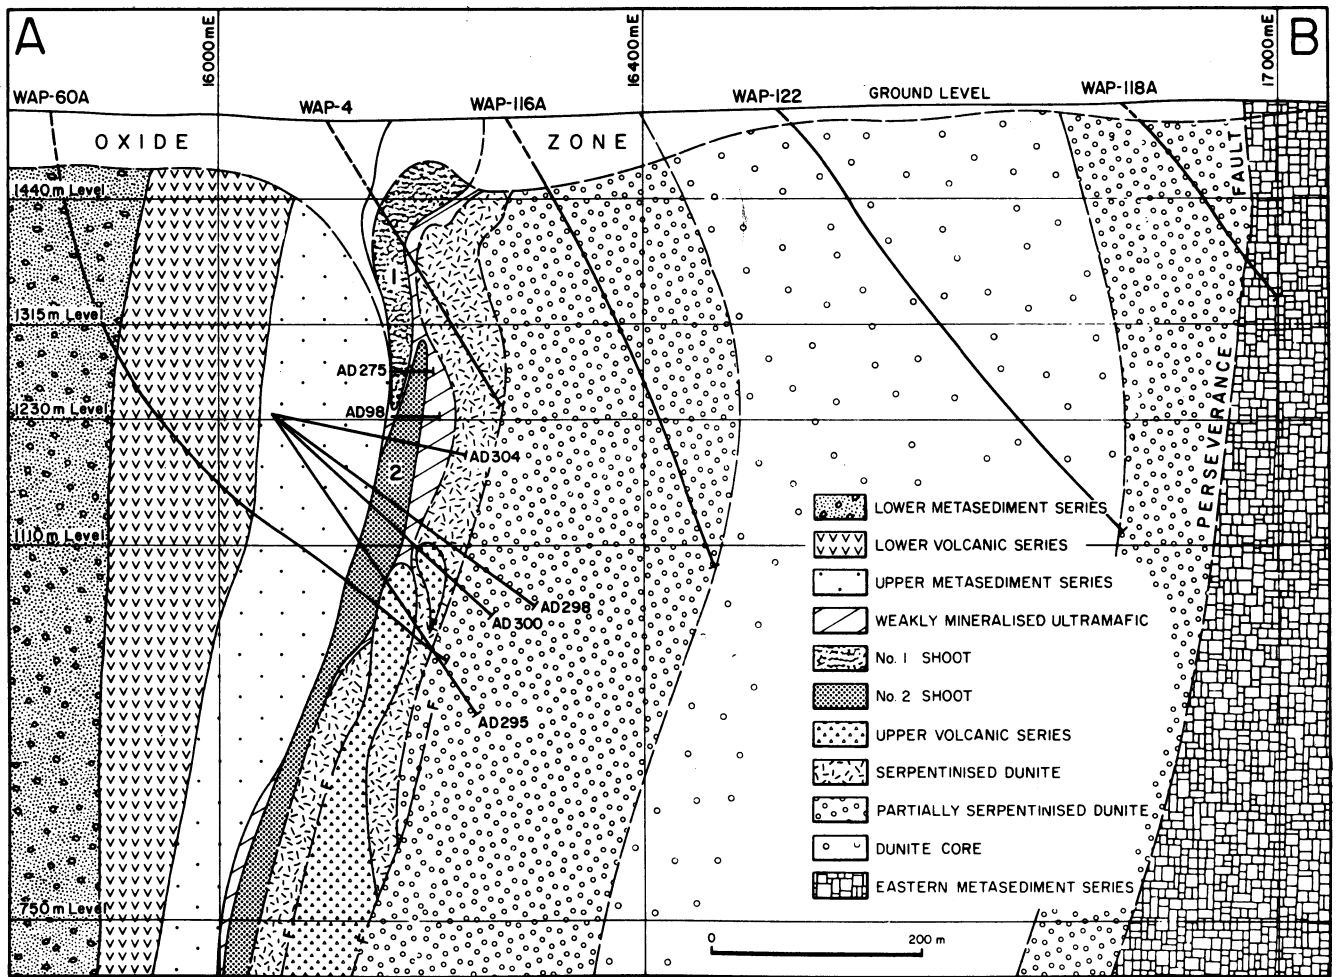 A
B
16000mE
16400mE
17000mE
WAP-60A
WAP-4
WAP-116A
WAP-122
GROUND LEVEL
WAP-118A
OXIDE
ZONE
1440m Level
1315m Level
1230m Level
1110m Level
750m Level
1
2
AD275
AD98
AD304
AD298
AD300
AD295
F
F
F
F
F
PERSEVERANCE FAULT
LOWER METASEDIMENT SERIES
LOWER VOLCANIC SERIES
UPPER METASEDIMENT SERIES
WEAKLY MINERALISED ULTRAMAFIC
No. 1 SHOOT
No. 2 SHOOT
UPPER VOLCANIC SERIES
SERPENTINISED DUNITE
PARTIALLY SERPENTINISED DUNITE
DUNITE CORE
EASTERN METASEDIMENT SERIES
0 200 m